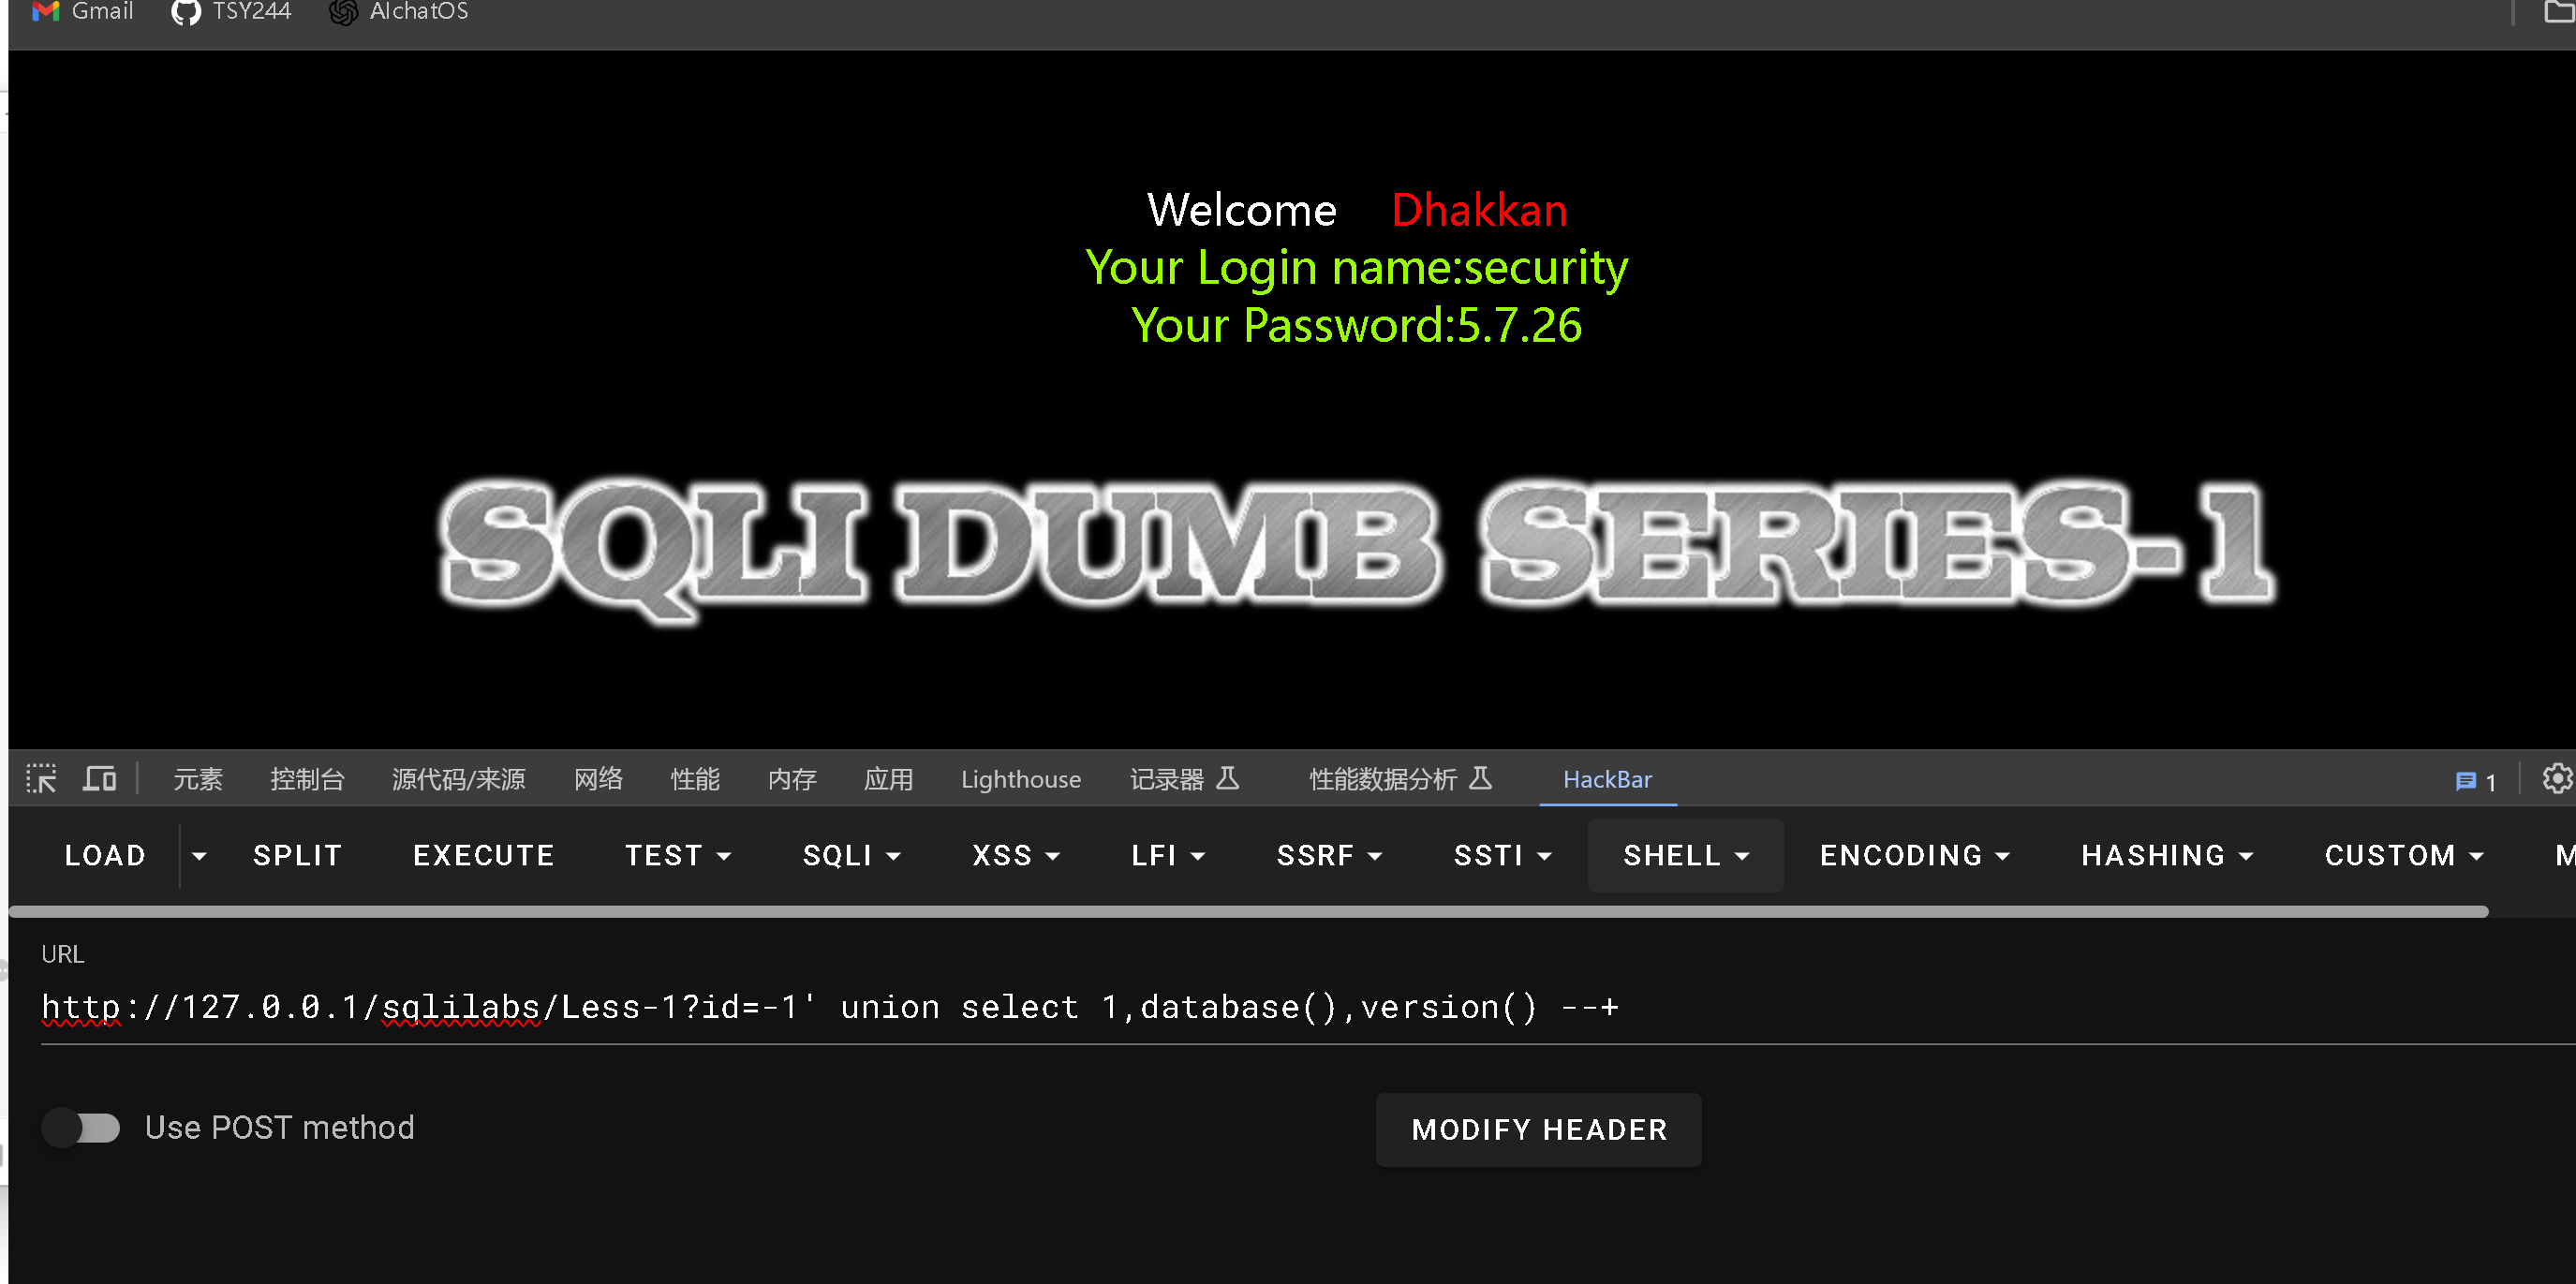 Gmail TSY244 AIchatOS
Welcome Dhakkan
Your Login name:security
Your Password:5.7.26
SQLI DUMB SERIES-1
元素 控制台 源代码/来源 网络 性能 内存 应用 Lighthouse 记录器 性能数据分析 HackBar 1
LOAD SPLIT EXECUTE TEST SQLI XSS LFI SSRF SSTI SHELL ENCODING HASHING CUSTOM
URL
http://127.0.0.1/sqlilabs/Less-1?id=-1' union select 1,database(),version() --+
Use POST method MODIFY HEADER